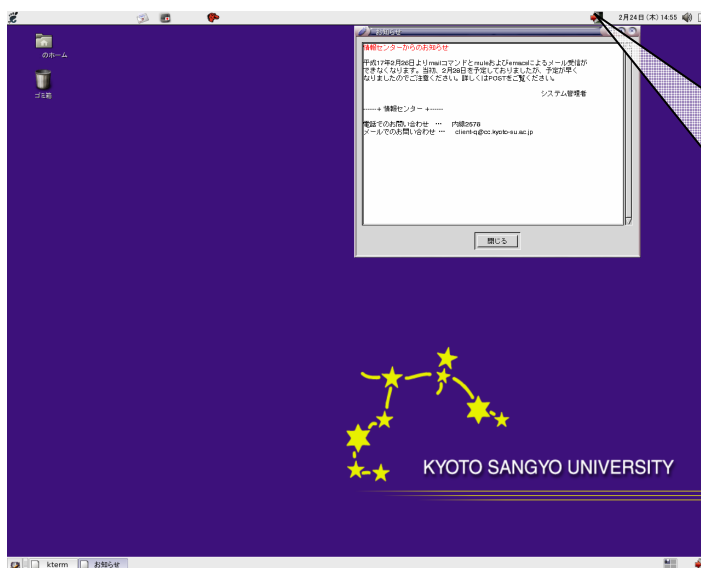 2月24日 (木) 14:55
のホーム
ゴミ箱
お知らせ
情報センターからのお知らせ
平成17年2月26日よりmailコマンドとmuleおよびemacsによるメール受信が
できなくなります。当初、2月28日を予定しておりましたが、予定が早く
なりましたのでご注意ください。詳しくはPOSTをご覧ください。
システム管理者
------+ 情報センター +------
電話でのお問い合わせ … 内線2578
メールでのお問い合わせ … client-q@cc.kyoto-su.ac.jp
閉じる
KYOTO SANGYO UNIVERSITY
kterm
お知らせ